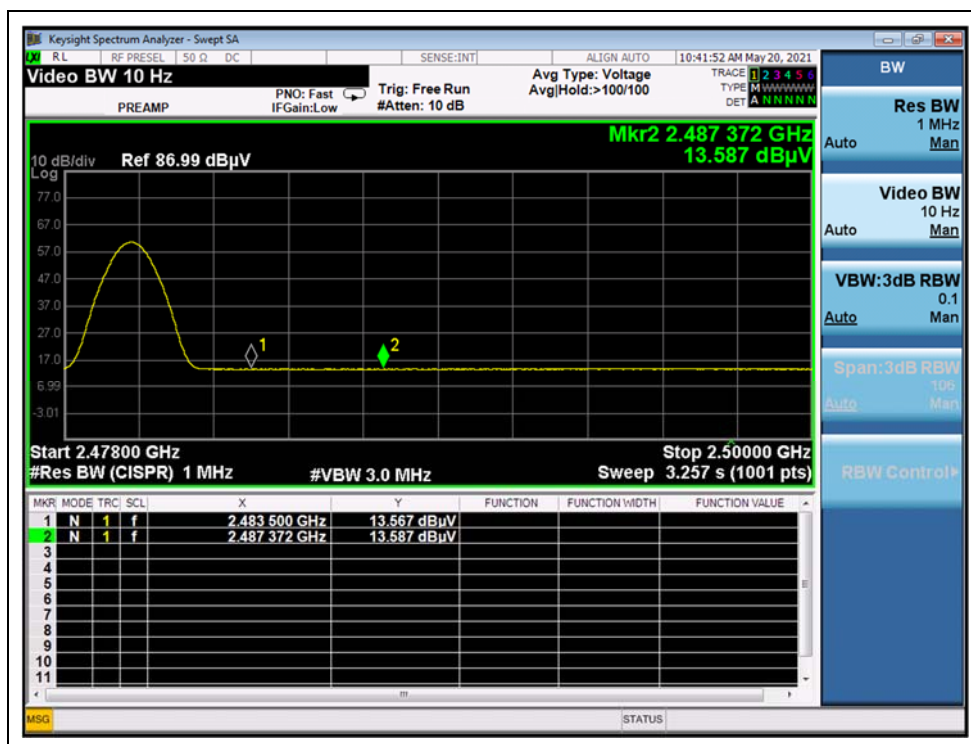 Keysight Spectrum Analyzer - Swept SA
LXI RL RF PRESEL 50 Ω DC SENSE:INT ALIGN AUTO 10:41:52 AM May 20, 2021
Video BW 10 Hz
PREAMP
PNO: Fast
IFGain:Low
Trig: Free Run
#Atten: 10 dB
Avg Type: Voltage
Avg|Hold:>100/100
TRACE 1 2 3 4 5 6
TYPE M WWWWW
DET A N N N N N
Mkr2 2.487 372 GHz
13.587 dBµV
10 dB/div Ref 86.99 dBµV
Log
77.0
67.0
57.0
47.0
37.0
27.0
17.0
6.99
-3.01
1
2
Start 2.47800 GHz Stop 2.50000 GHz
#Res BW (CISPR) 1 MHz #VBW 3.0 MHz Sweep 3.257 s (1001 pts)
MKR MODE TRC SCL X Y FUNCTION FUNCTION WIDTH FUNCTION VALUE
1 N 1 f 2.483 500 GHz 13.567 dBµV
2 N 1 f 2.487 372 GHz 13.587 dBµV
3
4
5
6
7
8
9
10
11
MSG STATUS
BW
Res BW
1 MHz
Auto Man
Video BW
10 Hz
Auto Man
VBW:3dB RBW
0.1
Auto Man
Span:3dB RBW
106
Auto Man
RBW Control